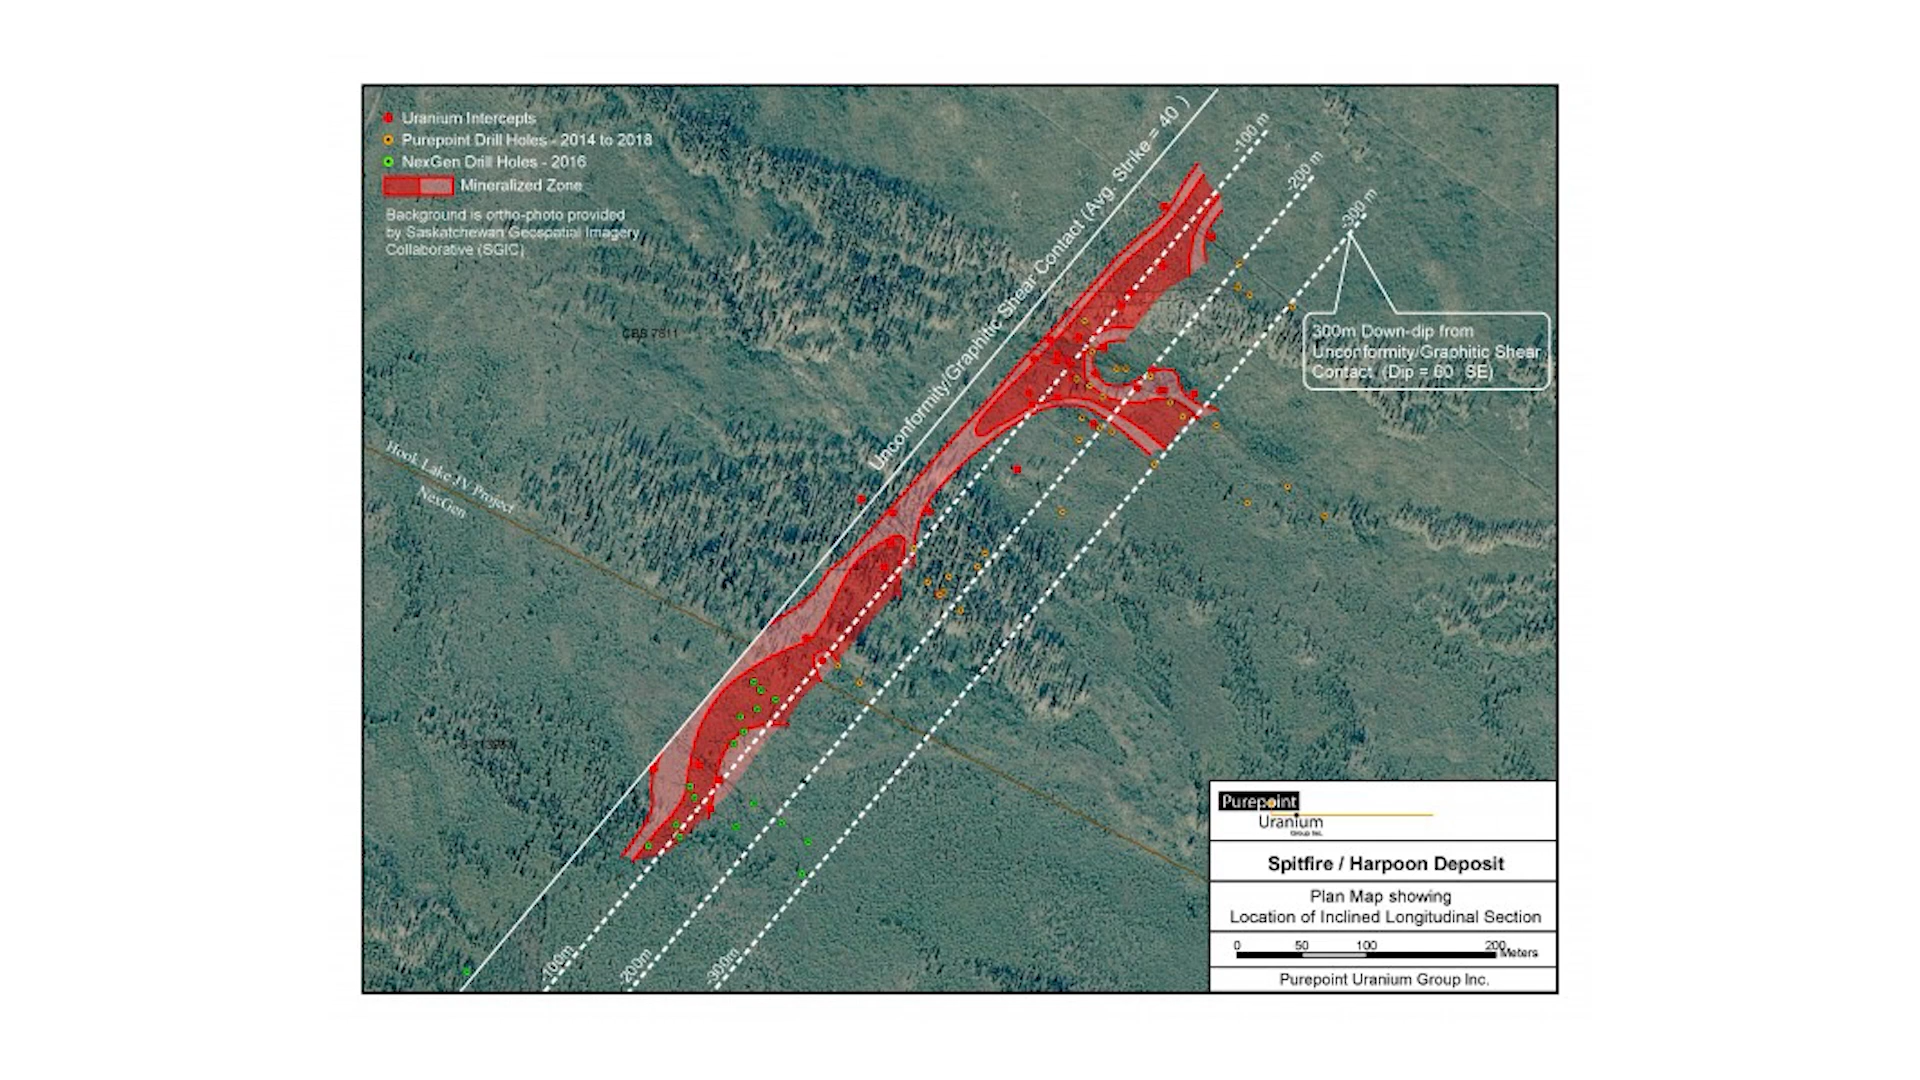 Uranium Intercepts
Purepoint Drill Holes - 2014 to 2018
NexGen Drill Holes - 2016
Mineralized Zone
Background is ortho-photo provided
by Saskatchewan Geospatial Imagery
Collaborative (SGIC)
Unconformity/Graphitic Shear Contact (Avg. Strike = 40 )
-100 m
-200 m
-300 m
300m Down-dip from
Unconformity/Graphitic Shear
Contact (Dip = 60 SE)
Hook Lake JV Project
NexGen
-100m
-200m
-300m
Purepoint
Uranium
Group Inc.
Spitfire / Harpoon Deposit
Plan Map showing
Location of Inclined Longitudinal Section
0 50 100 200
Meters
Purepoint Uranium Group Inc.